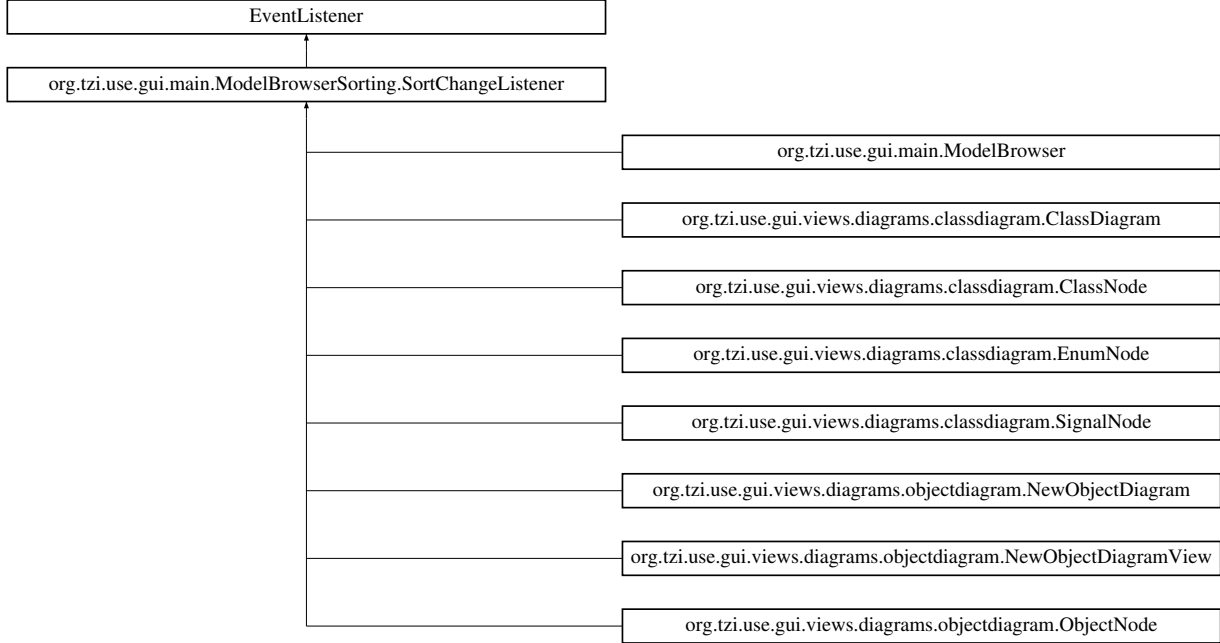 EventListener
org.tzi.use.gui.main.ModelBrowserSorting.SortChangeListener
org.tzi.use.gui.main.ModelBrowser
org.tzi.use.gui.views.diagrams.classdiagram.ClassDiagram
org.tzi.use.gui.views.diagrams.classdiagram.ClassNode
org.tzi.use.gui.views.diagrams.classdiagram.EnumNode
org.tzi.use.gui.views.diagrams.classdiagram.SignalNode
org.tzi.use.gui.views.diagrams.objectdiagram.NewObjectDiagram
org.tzi.use.gui.views.diagrams.objectdiagram.NewObjectDiagramView
org.tzi.use.gui.views.diagrams.objectdiagram.ObjectNode